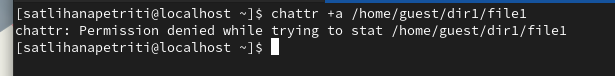 [satlihanapetriti@localhost ~]$ chattr +a /home/guest/dir1/file1
chattr: Permission denied while trying to stat /home/guest/dir1/file1
[satlihanapetriti@localhost ~]$